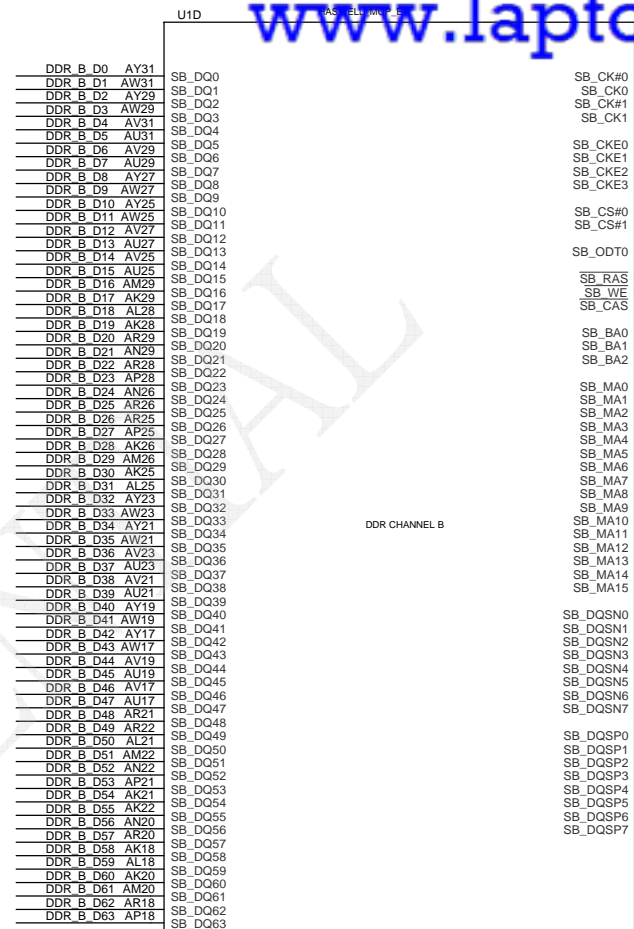 U1D
www.lapto
DDR_B_D0 AY31 SB_DQ0 SB_CK#0
DDR_B_D1 AW31 SB_DQ1 SB_CK0
DDR_B_D2 AY29 SB_DQ2 SB_CK#1
DDR_B_D3 AW29 SB_DQ3 SB_CK1
DDR_B_D4 AV31 SB_DQ4
DDR_B_D5 AU31 SB_DQ5 SB_CKE0
DDR_B_D6 AV29 SB_DQ6 SB_CKE1
DDR_B_D7 AU29 SB_DQ7 SB_CKE2
DDR_B_D8 AY27 SB_DQ8 SB_CKE3
DDR_B_D9 AW27 SB_DQ9
DDR_B_D10 AY25 SB_DQ10 SB_CS#0
DDR_B_D11 AW25 SB_DQ11 SB_CS#1
DDR_B_D12 AV27 SB_DQ12
DDR_B_D13 AU27 SB_DQ13 SB_ODT0
DDR_B_D14 AV25 SB_DQ14
DDR_B_D15 AU25 SB_DQ15 SB_RAS
DDR_B_D16 AM29 SB_DQ16 SB_WE
DDR_B_D17 AK29 SB_DQ17 SB_CAS
DDR_B_D18 AL28 SB_DQ18
DDR_B_D19 AK28 SB_DQ19 SB_BA0
DDR_B_D20 AR29 SB_DQ20 SB_BA1
DDR_B_D21 AN29 SB_DQ21 SB_BA2
DDR_B_D22 AR28 SB_DQ22
DDR_B_D23 AP28 SB_DQ23 SB_MA0
DDR_B_D24 AN26 SB_DQ24 SB_MA1
DDR_B_D25 AR26 SB_DQ25 SB_MA2
DDR_B_D26 AR25 SB_DQ26 SB_MA3
DDR_B_D27 AP25 SB_DQ27 SB_MA4
DDR_B_D28 AK26 SB_DQ28 SB_MA5
DDR_B_D29 AM26 SB_DQ29 SB_MA6
DDR_B_D30 AK25 SB_DQ30 SB_MA7
DDR_B_D31 AL25 SB_DQ31 SB_MA8
DDR_B_D32 AY23 SB_DQ32 SB_MA9
DDR_B_D33 AW23 SB_DQ33 DDR CHANNEL B SB_MA10
DDR_B_D34 AY21 SB_DQ34 SB_MA11
DDR_B_D35 AW21 SB_DQ35 SB_MA12
DDR_B_D36 AV23 SB_DQ36 SB_MA13
DDR_B_D37 AU23 SB_DQ37 SB_MA14
DDR_B_D38 AV21 SB_DQ38 SB_MA15
DDR_B_D39 AU21 SB_DQ39
DDR_B_D40 AY19 SB_DQ40 SB_DQSN0
DDR_B_D41 AW19 SB_DQ41 SB_DQSN1
DDR_B_D42 AY17 SB_DQ42 SB_DQSN2
DDR_B_D43 AW17 SB_DQ43 SB_DQSN3
DDR_B_D44 AV19 SB_DQ44 SB_DQSN4
DDR_B_D45 AU19 SB_DQ45 SB_DQSN5
DDR_B_D46 AV17 SB_DQ46 SB_DQSN6
DDR_B_D47 AU17 SB_DQ47 SB_DQSN7
DDR_B_D48 AR21 SB_DQ48
DDR_B_D49 AR22 SB_DQ49 SB_DQSP0
DDR_B_D50 AL21 SB_DQ50 SB_DQSP1
DDR_B_D51 AM22 SB_DQ51 SB_DQSP2
DDR_B_D52 AN22 SB_DQ52 SB_DQSP3
DDR_B_D53 AP21 SB_DQ53 SB_DQSP4
DDR_B_D54 AK21 SB_DQ54 SB_DQSP5
DDR_B_D55 AK22 SB_DQ55 SB_DQSP6
DDR_B_D56 AN20 SB_DQ56 SB_DQSP7
DDR_B_D57 AR20 SB_DQ57
DDR_B_D58 AK18 SB_DQ58
DDR_B_D59 AL18 SB_DQ59
DDR_B_D60 AK20 SB_DQ60
DDR_B_D61 AM20 SB_DQ61
DDR_B_D62 AR18 SB_DQ62
DDR_B_D63 AP18 SB_DQ63